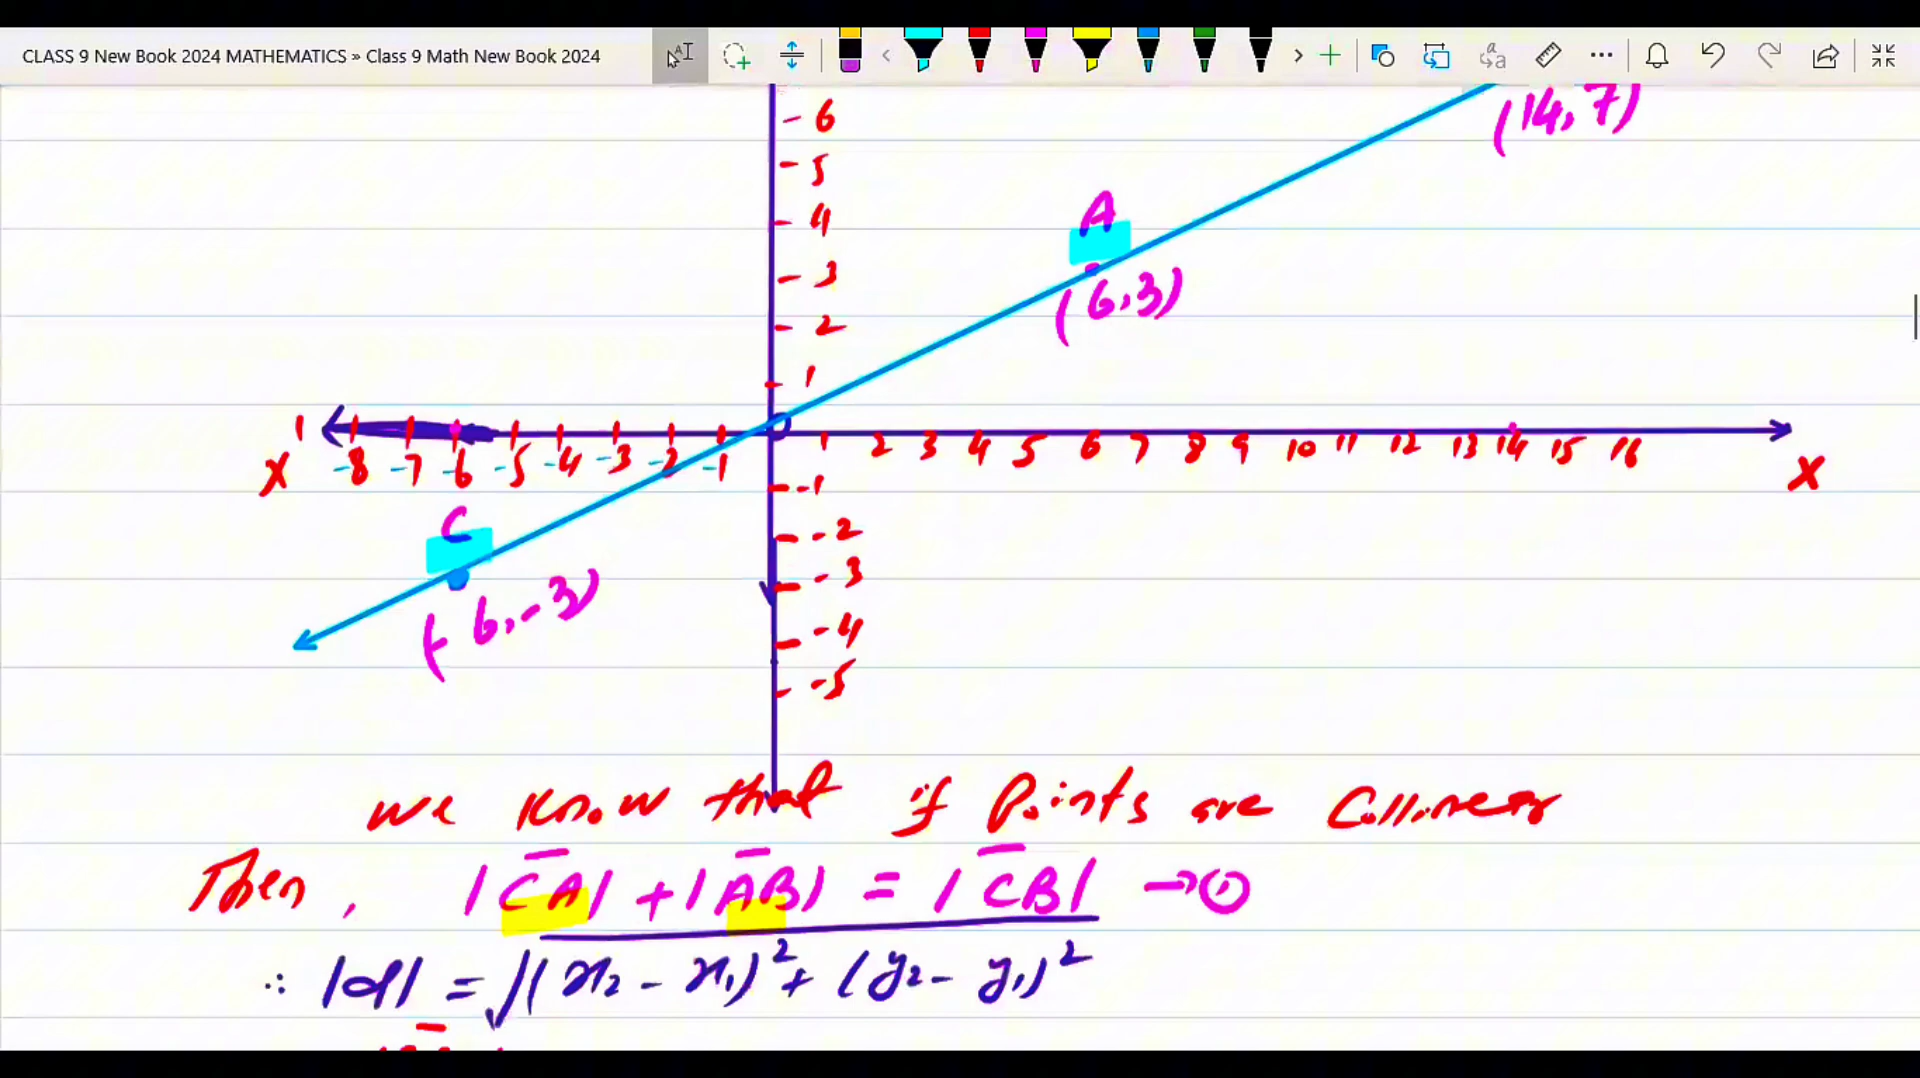 CLASS 9 New Book 2024 MATHEMATICS » Class 9 Math New Book 2024
(14,7)
6
5
4
A
3
(6,3)
2
1
X -8 -7 -6 -5 -4 -3 -2 -1 0 1 2 3 4 5 6 7 8 9 10 11 12 13 14 15 16 X
-1
C
-2
-3
(-6,-3)
-4
-5
we know that if Points are Collinear
Then, |CA| + |AB| = |CB| → ①
∴ |d| = √(x₂ - x₁)² + (y₂ - y₁)²